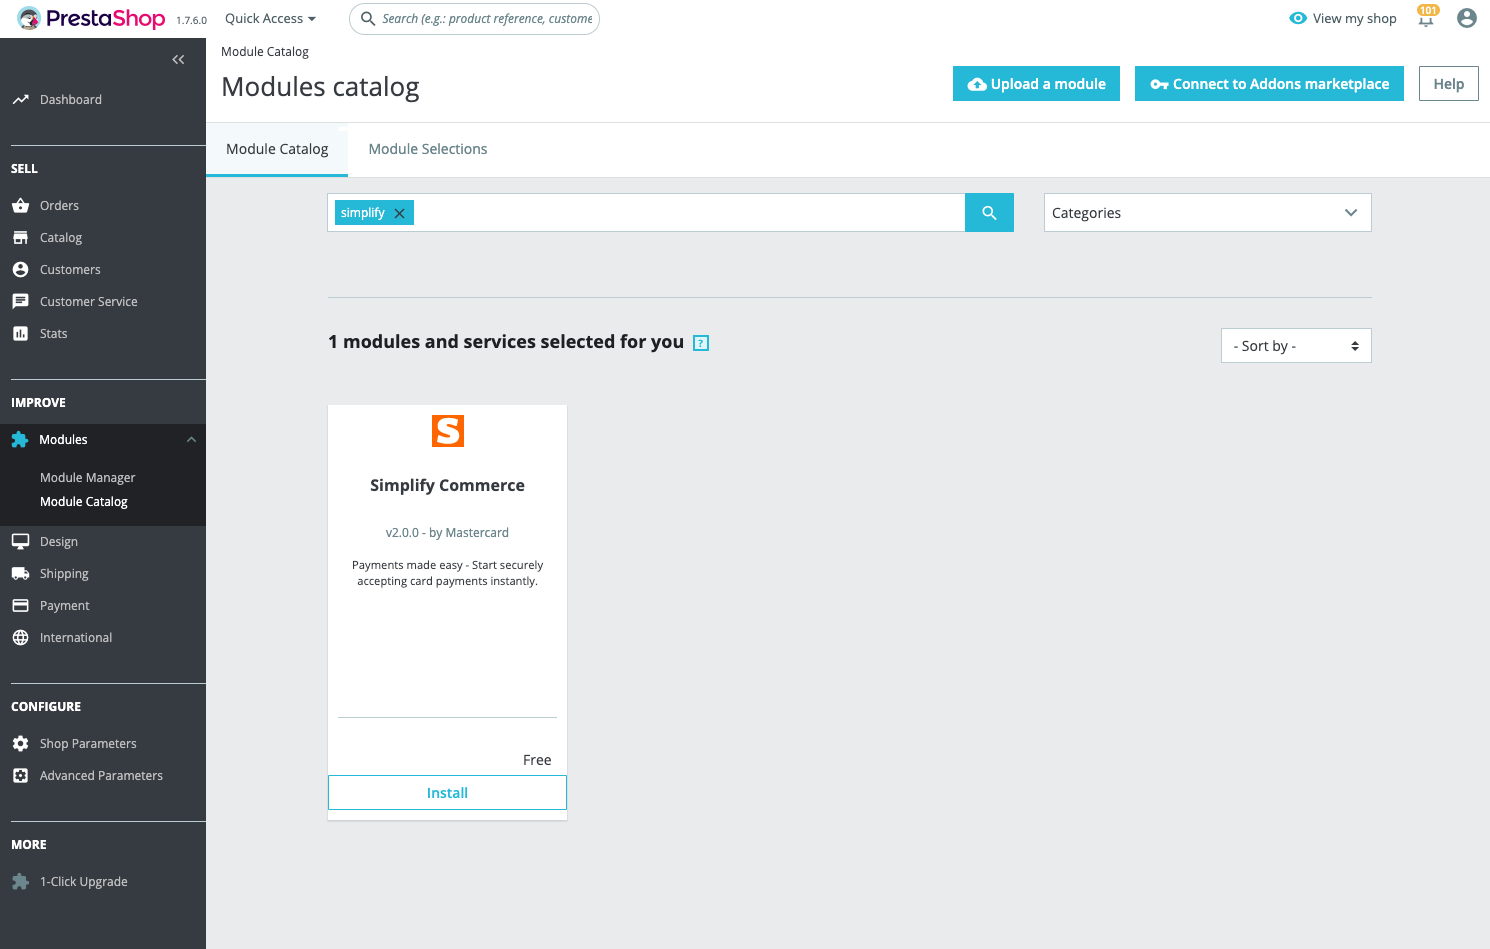 PrestaShop 1.7.6.0 Quick Access Search (e.g.: product reference, custome View my shop 101
Module Catalog
Modules catalog
Upload a module Connect to Addons marketplace Help
Module Catalog Module Selections
simplify Categories
1 modules and services selected for you ?
- Sort by -
S
Simplify Commerce
v2.0.0 - by Mastercard
Payments made easy - Start securely
accepting card payments instantly.
Free
Install
Dashboard
SELL
Orders
Catalog
Customers
Customer Service
Stats
IMPROVE
Modules
Module Manager
Module Catalog
Design
Shipping
Payment
International
CONFIGURE
Shop Parameters
Advanced Parameters
MORE
1-Click Upgrade